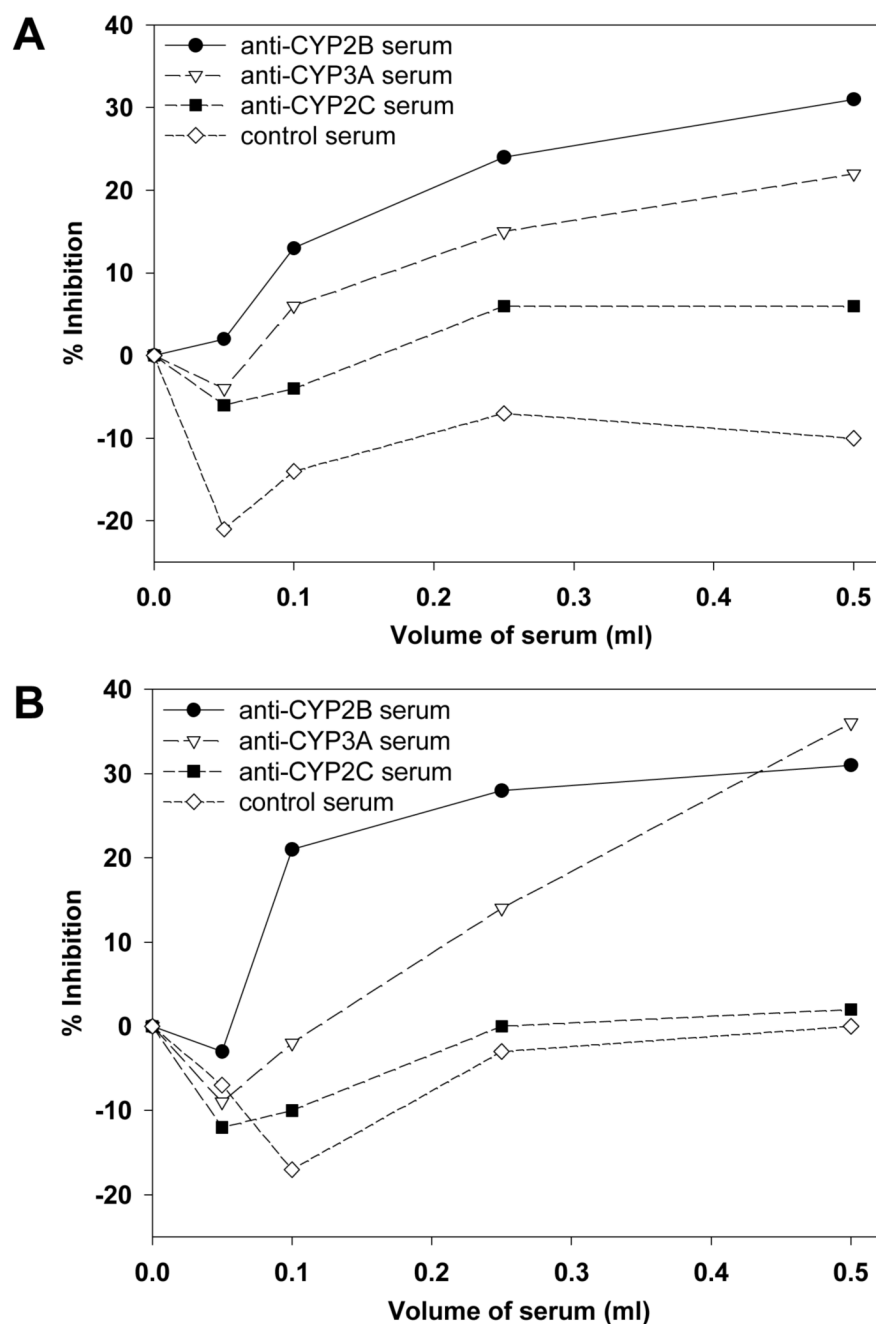 A
40
anti-CYP2B serum
30
anti-CYP3A serum
anti-CYP2C serum
20
control serum
10
0
-10
-20
% Inhibition
0.0 0.1 0.2 0.3 0.4 0.5
Volume of serum (ml)
B
40
anti-CYP2B serum
30
anti-CYP3A serum
anti-CYP2C serum
20
control serum
10
0
-10
-20
% Inhibition
0.0 0.1 0.2 0.3 0.4 0.5
Volume of serum (ml)